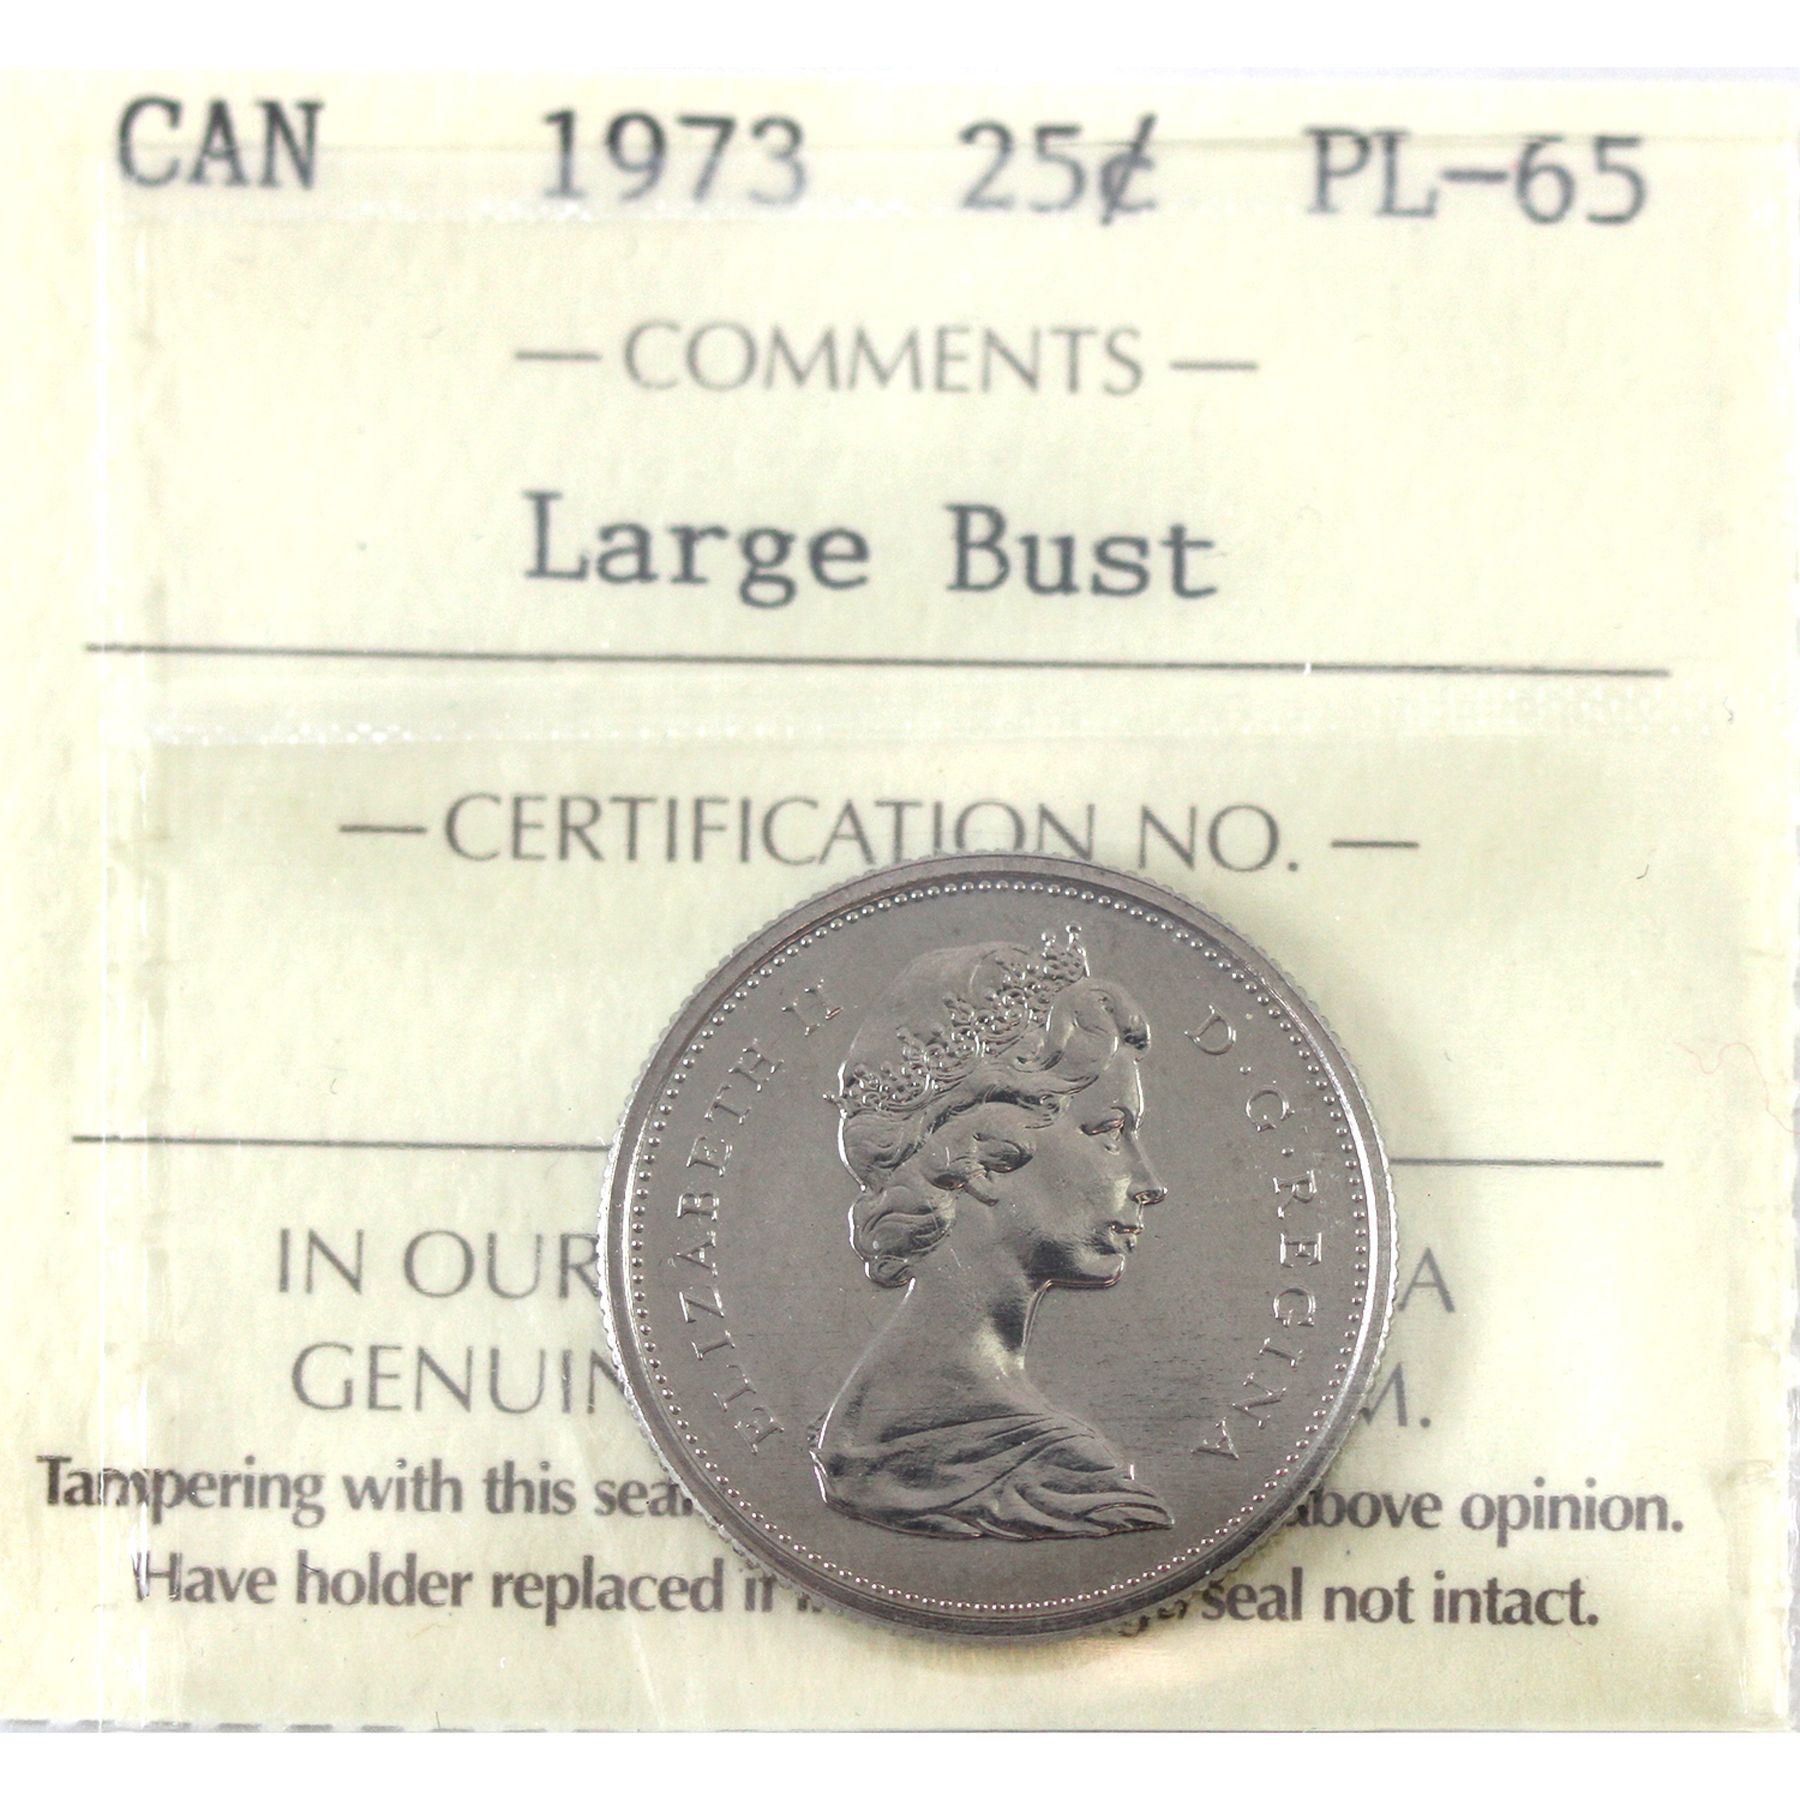 CAN 1973 25¢ PL-65
— COMMENTS —
Large Bust
— CERTIFICATION NO. —
ELIZABETH II D·G·REGINA
IN OUR A
GENUIN M.
Tampering with this sea bove opinion.
Have holder replaced if seal not intact.